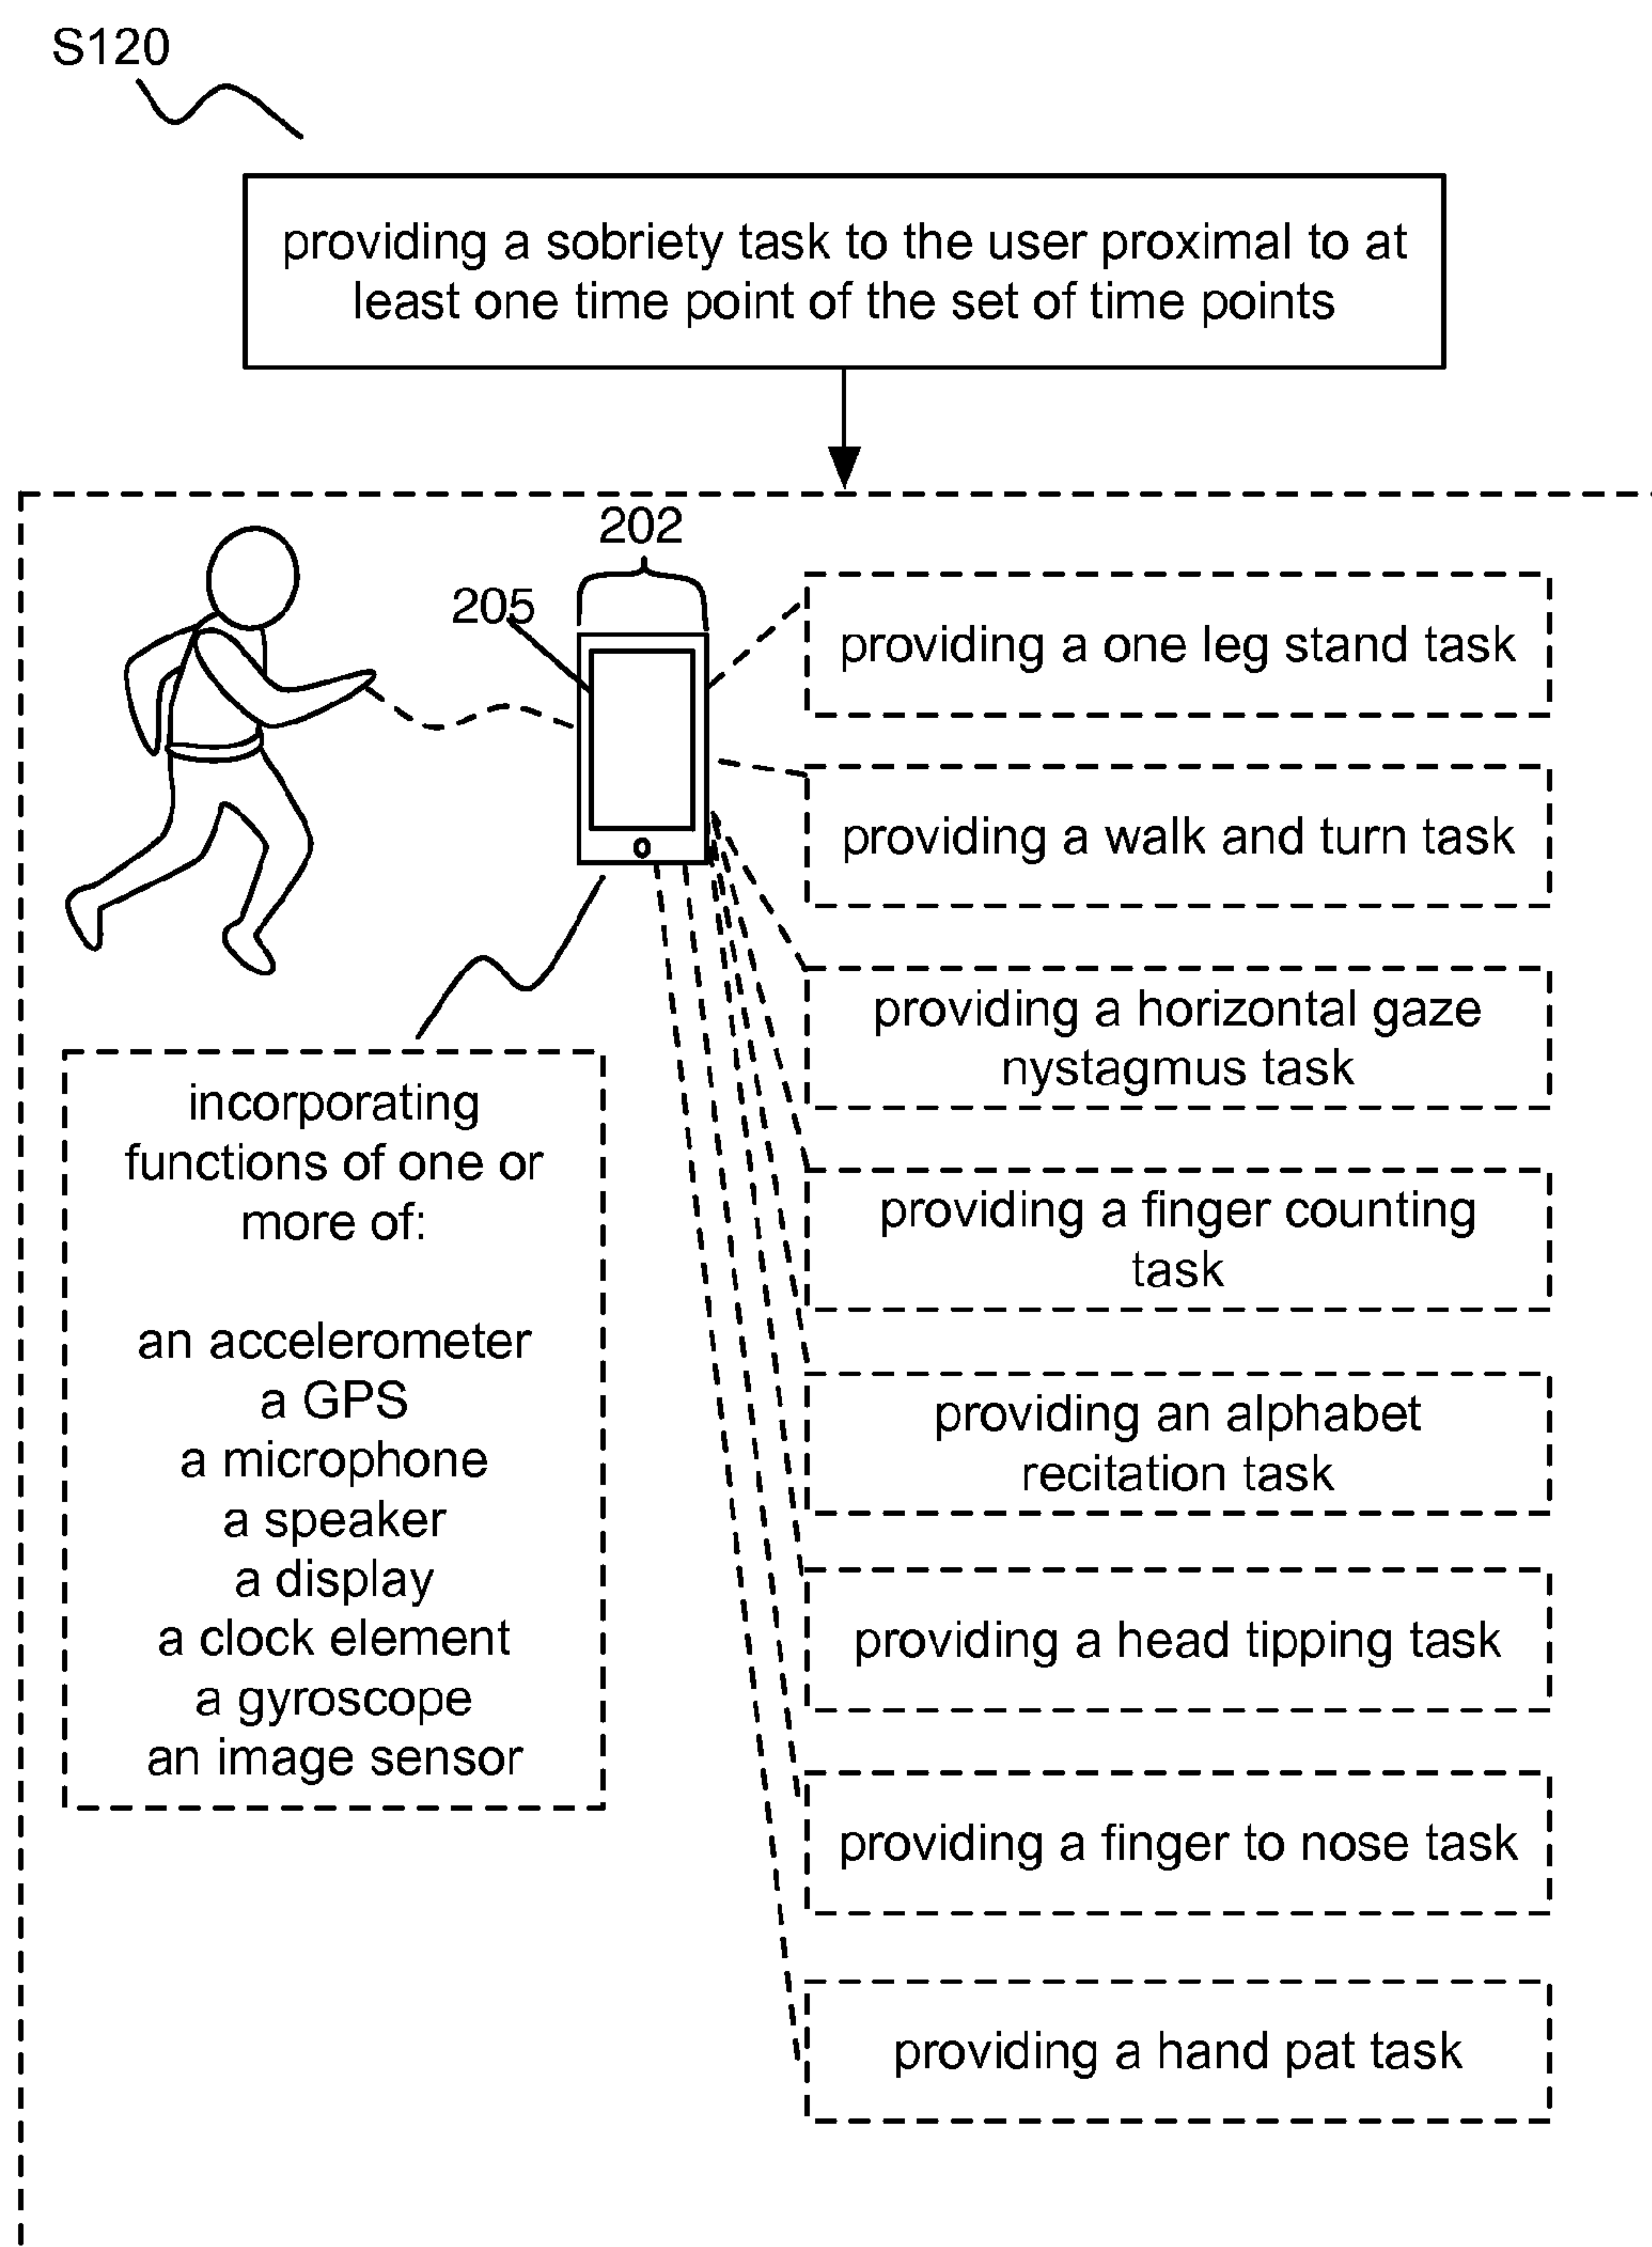 S120
providing a sobriety task to the user proximal to at
least one time point of the set of time points
202
205
providing a one leg stand task
providing a walk and turn task
providing a horizontal gaze
nystagmus task
providing a finger counting
task
providing an alphabet
recitation task
providing a head tipping task
providing a finger to nose task
providing a hand pat task
incorporating
functions of one or
more of:
an accelerometer
a GPS
a microphone
a speaker
a display
a clock element
a gyroscope
an image sensor